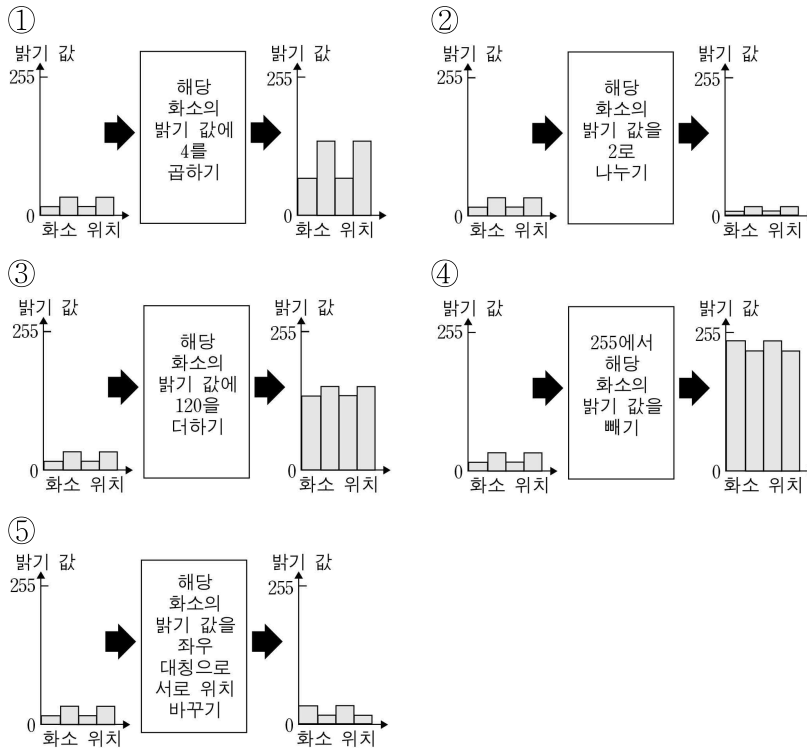 ①
밝기 값
255
0
화소 위치
해당
화소의
밝기 값에
4를
곱하기
밝기 값
255
0
화소 위치
②
밝기 값
255
0
화소 위치
해당
화소의
밝기 값을
2로
나누기
밝기 값
255
0
화소 위치
③
밝기 값
255
0
화소 위치
해당
화소의
밝기 값에
120을
더하기
밝기 값
255
0
화소 위치
④
밝기 값
255
0
화소 위치
255에서
해당
화소의
밝기 값을
빼기
밝기 값
255
0
화소 위치
⑤
밝기 값
255
0
화소 위치
해당
화소의
밝기 값을
좌우
대칭으로
서로 위치
바꾸기
밝기 값
255
0
화소 위치